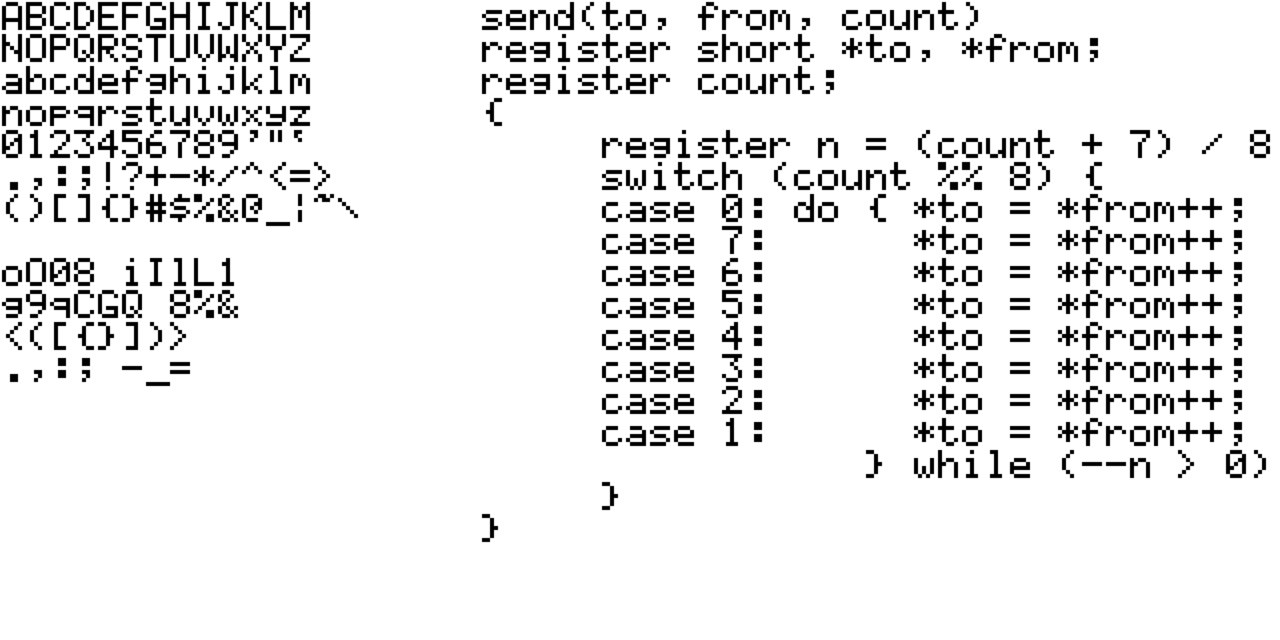 ABCDEFGHIJKLM
NOPQRSTUVWXYZ
abcdefghijklm
nopqrstuvwxyz
0123456789'"`
.,:;!?+-*/^<=>
()[]{}#$%&@_|~\
oO08 iIlL1
g9qCGQ 8%&
<([{}])>
.,:; -_=
send(to, from, count)
register short *to, *from;
register count;
{
     register n = (count + 7) / 8
     switch (count %% 8) {
     case 0: do { *to = *from++;
     case 7:      *to = *from++;
     case 6:      *to = *from++;
     case 5:      *to = *from++;
     case 4:      *to = *from++;
     case 3:      *to = *from++;
     case 2:      *to = *from++;
     case 1:      *to = *from++;
                } while (--n > 0)
     }
}